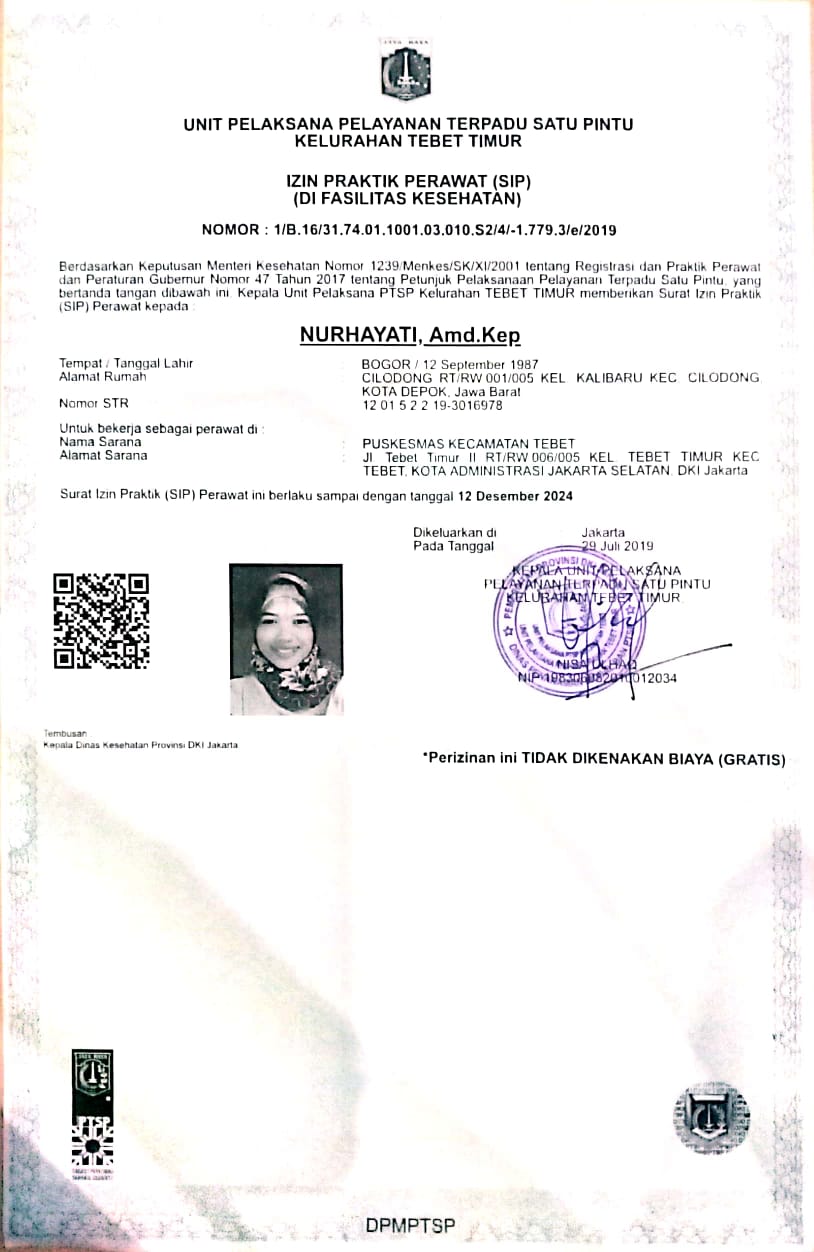 JAYA RAYA
UNIT PELAKSANA PELAYANAN TERPADU SATU PINTU
KELURAHAN TEBET TIMUR
IZIN PRAKTIK PERAWAT (SIP)
(DI FASILITAS KESEHATAN)
NOMOR : 1/B.16/31.74.01.1001.03.010.S2/4/-1.779.3/e/2019
Berdasarkan Keputusan Menteri Kesehatan Nomor 1239/Menkes/SK/XI/2001 tentang Registrasi dan Praktik Perawat
dan Peraturan Gubernur Nomor 47 Tahun 2017 tentang Petunjuk Pelaksanaan Pelayanan Terpadu Satu Pintu, yang
bertanda tangan dibawah ini, Kepala Unit Pelaksana PTSP Kelurahan TEBET TIMUR memberikan Surat Izin Praktik
(SIP) Perawat kepada :
NURHAYATI, Amd.Kep
Tempat / Tanggal Lahir : BOGOR / 12 September 1987
Alamat Rumah : CILODONG RT/RW 001/005 KEL. KALIBARU KEC. CILODONG,
KOTA DEPOK, Jawa Barat
Nomor STR : 12 01 5 2 2 19-3016978
Untuk bekerja sebagai perawat di :
Nama Sarana : PUSKESMAS KECAMATAN TEBET
Alamat Sarana : Jl. Tebet Timur II RT/RW 006/005 KEL. TEBET TIMUR KEC.
TEBET, KOTA ADMINISTRASI JAKARTA SELATAN, DKI Jakarta
Surat Izin Praktik (SIP) Perawat ini berlaku sampai dengan tanggal 12 Desember 2024
Dikeluarkan di : Jakarta
Pada Tanggal : 29 Juli 2019
KEPALA UNIT PELAKSANA
PELAYANAN TERPADU SATU PINTU
KELURAHAN TEBET TIMUR,
NISA ULHAQ
Tembusan :
Kepala Dinas Kesehatan Provinsi DKI Jakarta
*Perizinan ini TIDAK DIKENAKAN BIAYA (GRATIS)
JAYA RAYA
PTSP
DPMPTSP